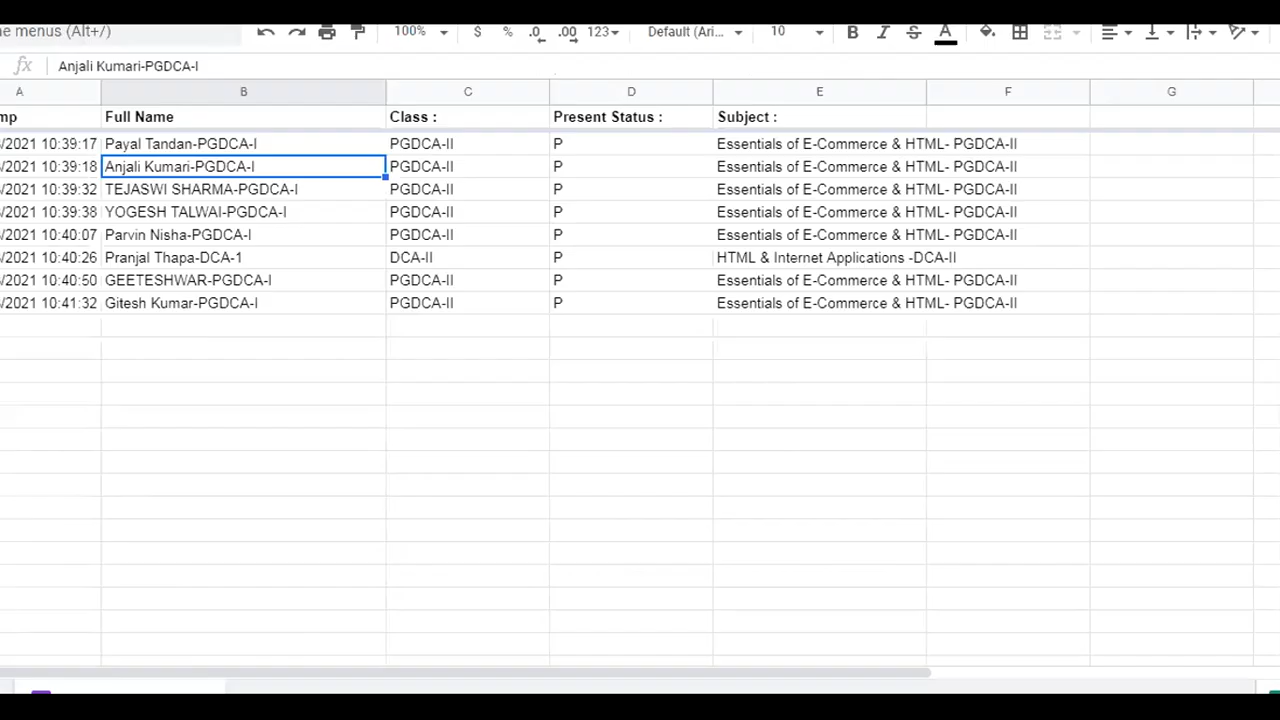 e menus (Alt+/) 100% $ % .0 .00 123 Default (Ari... 10 B I S A
fx Anjali Kumari-PGDCA-I
A B C D E F G
mp Full Name Class : Present Status : Subject :
/2021 10:39:17 Payal Tandan-PGDCA-I PGDCA-II P Essentials of E-Commerce & HTML- PGDCA-II
/2021 10:39:18 Anjali Kumari-PGDCA-I PGDCA-II P Essentials of E-Commerce & HTML- PGDCA-II
/2021 10:39:32 TEJASWI SHARMA-PGDCA-I PGDCA-II P Essentials of E-Commerce & HTML- PGDCA-II
/2021 10:39:38 YOGESH TALWAI-PGDCA-I PGDCA-II P Essentials of E-Commerce & HTML- PGDCA-II
/2021 10:40:07 Parvin Nisha-PGDCA-I PGDCA-II P Essentials of E-Commerce & HTML- PGDCA-II
/2021 10:40:26 Pranjal Thapa-DCA-1 DCA-II P HTML & Internet Applications -DCA-II
/2021 10:40:50 GEETESHWAR-PGDCA-I PGDCA-II P Essentials of E-Commerce & HTML- PGDCA-II
/2021 10:41:32 Gitesh Kumar-PGDCA-I PGDCA-II P Essentials of E-Commerce & HTML- PGDCA-II